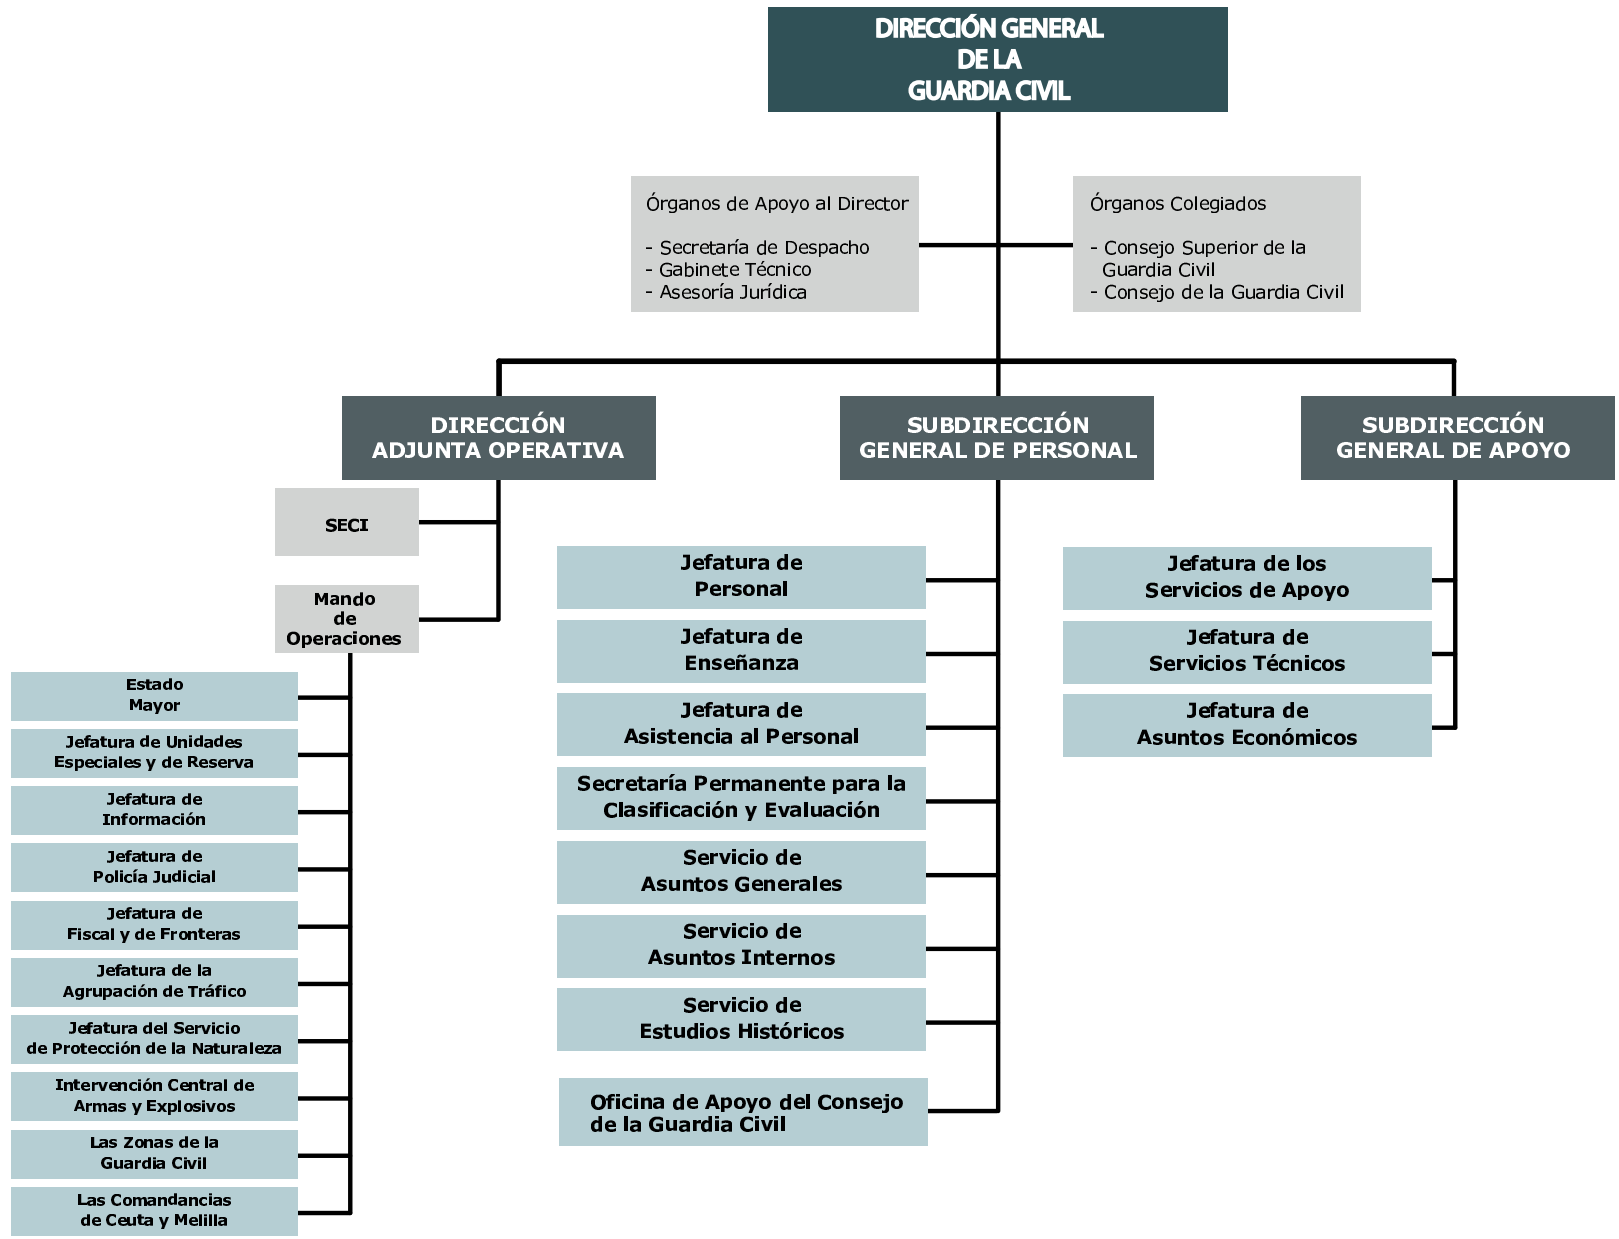 DIRECCIÓN GENERAL
DE LA
GUARDIA CIVIL
Órganos de Apoyo al Director
- Secretaría de Despacho
- Gabinete Técnico
- Asesoría Jurídica
Órganos Colegiados
- Consejo Superior de la
Guardia Civil
- Consejo de la Guardia Civil
DIRECCIÓN
ADJUNTA OPERATIVA
SUBDIRECCIÓN
GENERAL DE PERSONAL
SUBDIRECCIÓN
GENERAL DE APOYO
SECI
Mando
de
Operaciones
Estado
Mayor
Jefatura de Unidades
Especiales y de Reserva
Jefatura de
Información
Jefatura de
Policía Judicial
Jefatura de
Fiscal y de Fronteras
Jefatura de la
Agrupación de Tráfico
Jefatura del Servicio
de Protección de la Naturaleza
Intervención Central de
Armas y Explosivos
Las Zonas de la
Guardia Civil
Las Comandancias
de Ceuta y Melilla
Jefatura de
Personal
Jefatura de
Enseñanza
Jefatura de
Asistencia al Personal
Secretaría Permanente para la
Clasificación y Evaluación
Servicio de
Asuntos Generales
Servicio de
Asuntos Internos
Servicio de
Estudios Históricos
Oficina de Apoyo del Consejo
de la Guardia Civil
Jefatura de los
Servicios de Apoyo
Jefatura de
Servicios Técnicos
Jefatura de
Asuntos Económicos